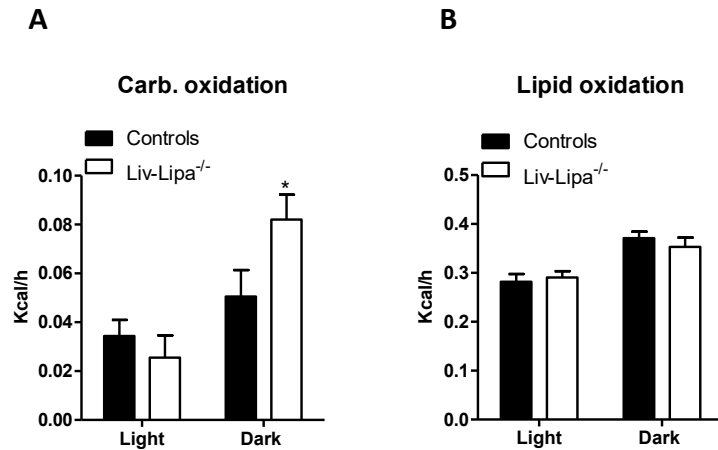 A
Carb. oxidation
Controls
Liv-Lipa-/-
Kcal/h
0.10
0.08
0.06
0.04
0.02
0.00
*
Light Dark
B
Lipid oxidation
Controls
Liv-Lipa-/-
Kcal/h
0.5
0.4
0.3
0.2
0.1
0.0
Light Dark